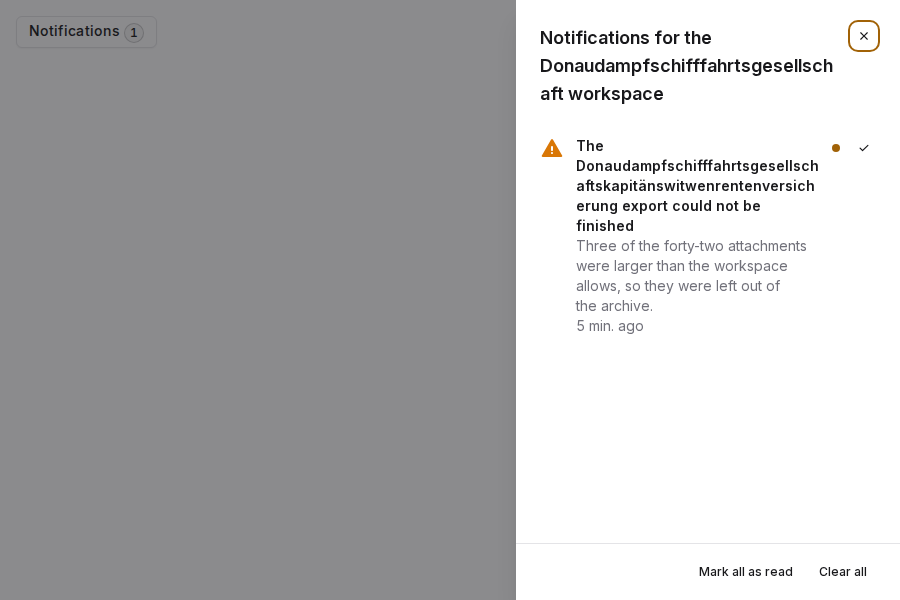 Notifications 1
Notifications for the
Donaudampfschifffahrtsgesellsch
aft workspace
The
Donaudampfschifffahrtsgesellsch
aftskapitänswitwenrentenversich
erung export could not be
finished
Three of the forty-two attachments
were larger than the workspace
allows, so they were left out of
the archive.
5 min. ago
Mark all as read
Clear all